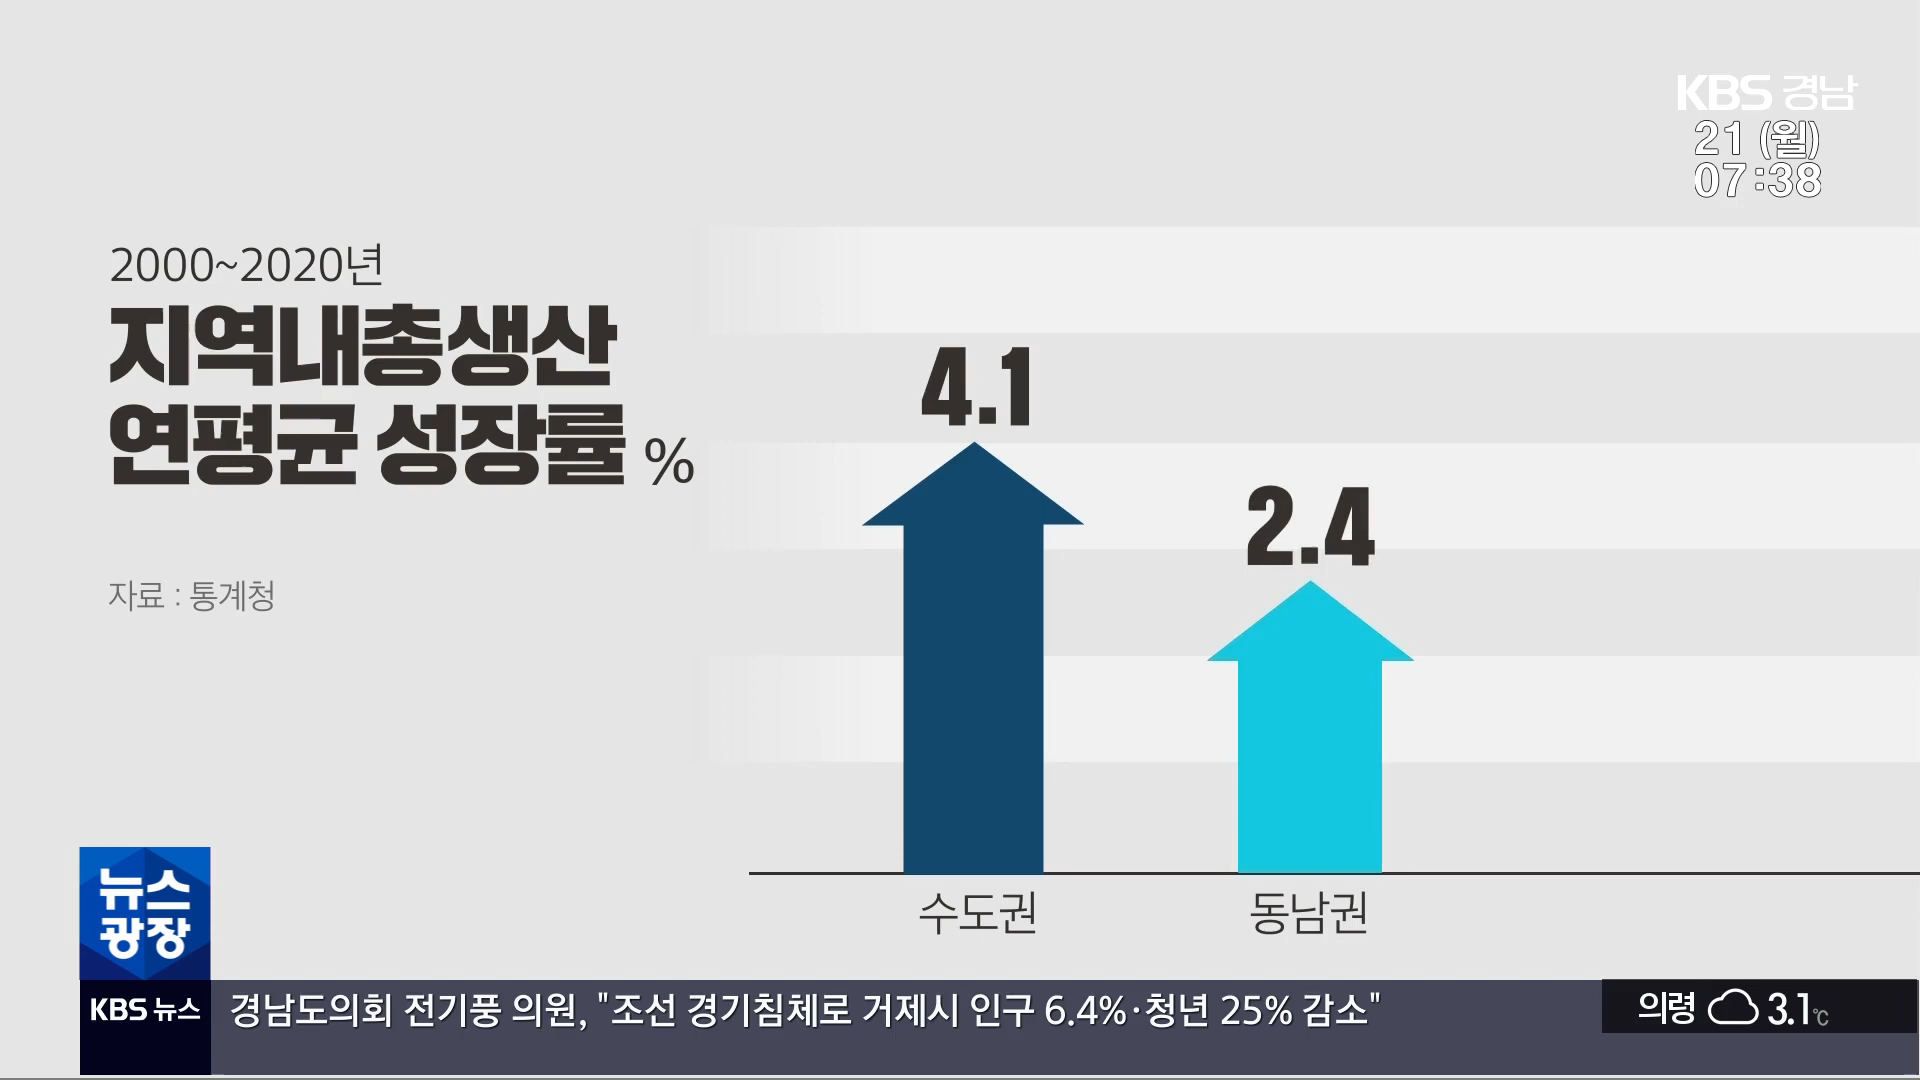 KBS 경남
21 (월)
07:38
2000~2020년
지역내총생산
연평균 성장률 %
자료 : 통계청
4.1
2.4
수도권
동남권
뉴스
광장
KBS 뉴스
경남도의회 전기풍 의원, "조선 경기침체로 거제시 인구 6.4%·청년 25% 감소"
의령 3.1℃